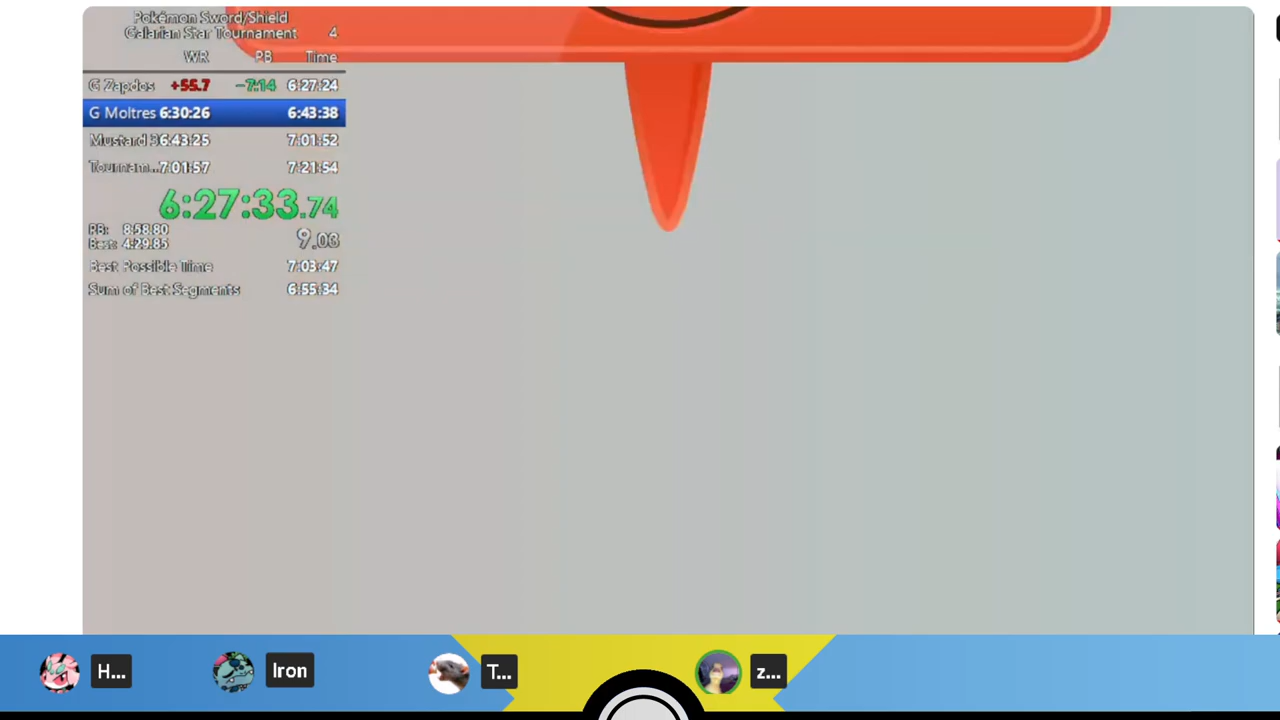 Pokémon Sword/Shield
Galarian Star Tournament 4
WR PB Time
G Zapdos +55.7 -7:14 6:27:24
G Moltres 6:30:26 6:43:38
Mustard 3 6:43:25 7:01:52
Tournam... 7:01:57 7:21:54
6:27:33.74
PB: 8:58.80
Best: 4:29.85 9.03
Best Possible Time 7:03:47
Sum of Best Segments 6:55:34
H... Iron T... z...